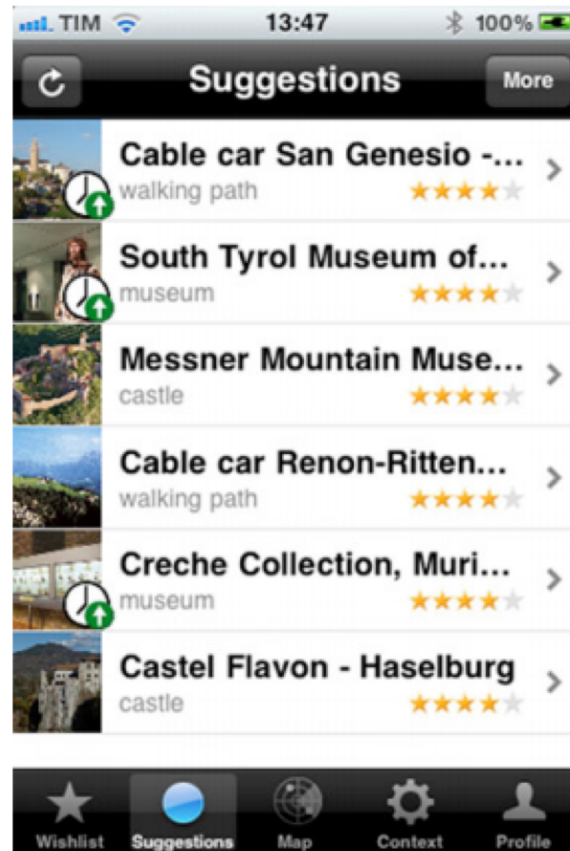 TIM 13:47 100%
Suggestions More
Cable car San Genesio -...
walking path
South Tyrol Museum of...
museum
Messner Mountain Muse...
castle
Cable car Renon-Ritten...
walking path
Creche Collection, Muri...
museum
Castel Flavon - Haselburg
castle
Wishlist Suggestions Map Context Profile